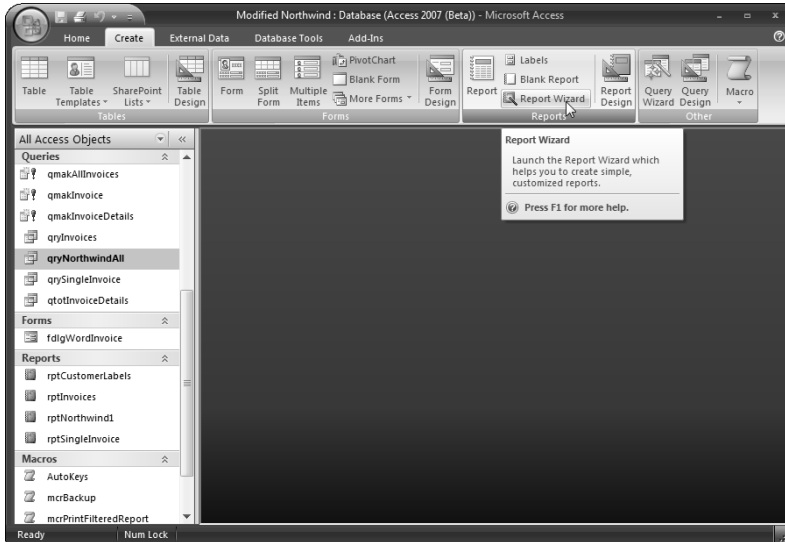 Modified Northwind : Database (Access 2007 (Beta)) - Microsoft Access
Home Create External Data Database Tools Add-Ins
Table
Table Templates
SharePoint Lists
Table Design
Tables
Form
Split Form
Multiple Items
PivotChart
Blank Form
More Forms
Form Design
Forms
Report
Labels
Blank Report
Report Wizard
Report Design
Reports
Query Wizard
Query Design
Macro
Other
All Access Objects
Queries
qmakAllInvoices
qmakInvoice
qmakInvoiceDetails
qryInvoices
qryNorthwindAll
qrySingleInvoice
qtotInvoiceDetails
Forms
fdlgWordInvoice
Reports
rptCustomerLabels
rptInvoices
rptNorthwind1
rptSingleInvoice
Macros
AutoKeys
mcrBackup
mcrPrintFilteredReport
Report Wizard
Launch the Report Wizard which
helps you to create simple,
customized reports.
Press F1 for more help.
Ready Num Lock